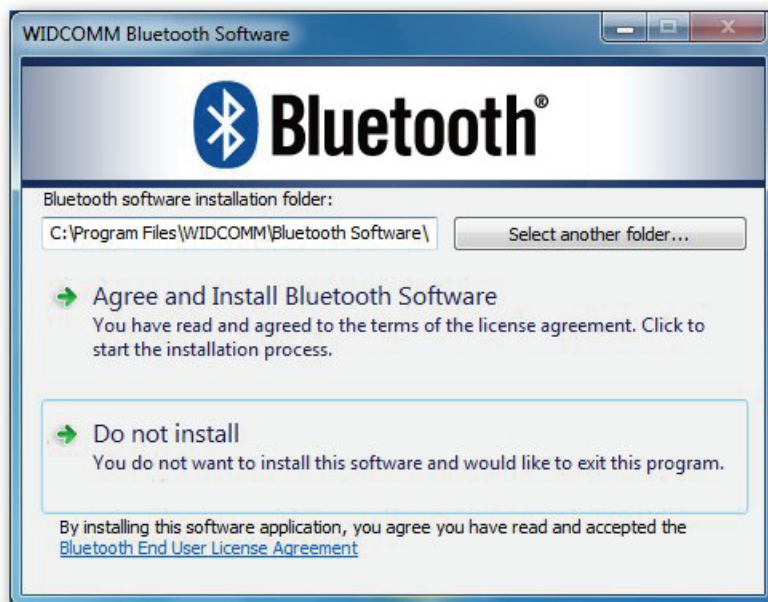 WIDCOMM Bluetooth Software
Bluetooth®
Bluetooth software installation folder:
C:\Program Files\WIDCOMM\Bluetooth Software\
Select another folder...
Agree and Install Bluetooth Software
You have read and agreed to the terms of the license agreement. Click to
start the installation process.
Do not install
You do not want to install this software and would like to exit this program.
By installing this software application, you agree you have read and accepted the
Bluetooth End User License Agreement